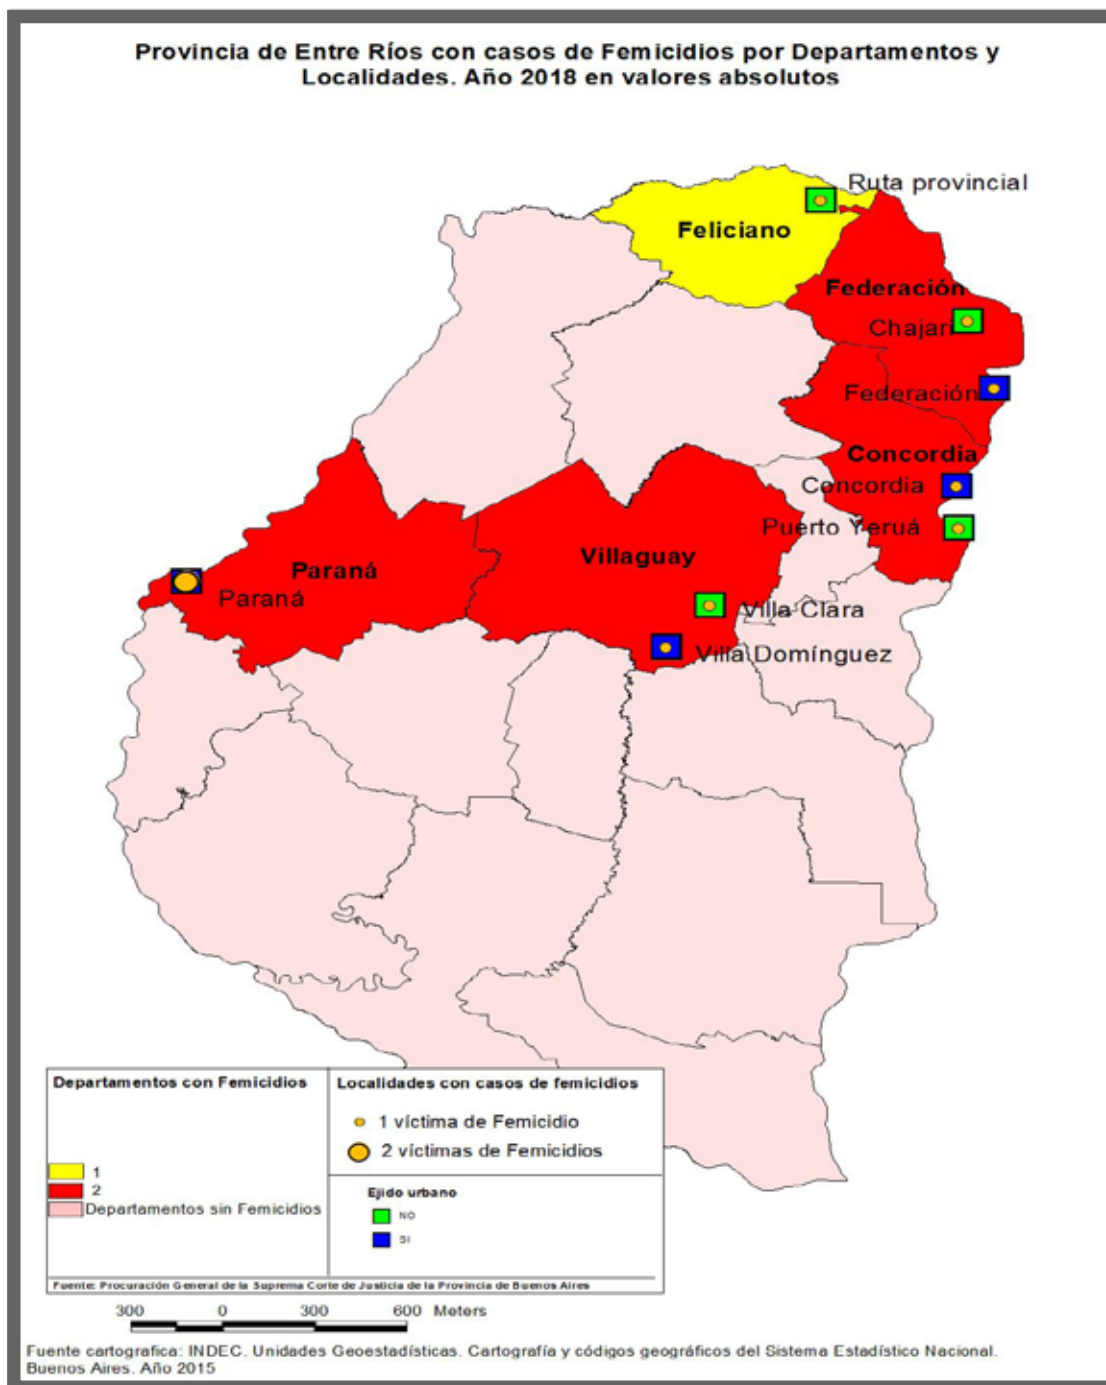 Provincia de Entre Ríos con casos de Femicidios por Departamentos y
Localidades. Año 2018 en valores absolutos
Ruta provincial
Feliciano
Federación
Chajari
Federación
Concordia
Concordia
Puerto Yeruá
Villaguay
Paraná
Paraná
Villa Clara
Villa Domínguez
Departamentos con Femicidios
1
2
Departamentos sin Femicidios
Localidades con casos de femicidios
1 víctima de Femicidio
2 víctimas de Femicidios
Ejido urbano
NO
SI
Fuente: Procuración General de la Suprema Corte de Justicia de la Provincia de Buenos Aires
300 0 300 600 Meters
Fuente cartografica: INDEC. Unidades Geoestadísticas. Cartografía y códigos geográficos del Sistema Estadístico Nacional.
Buenos Aires. Año 2015